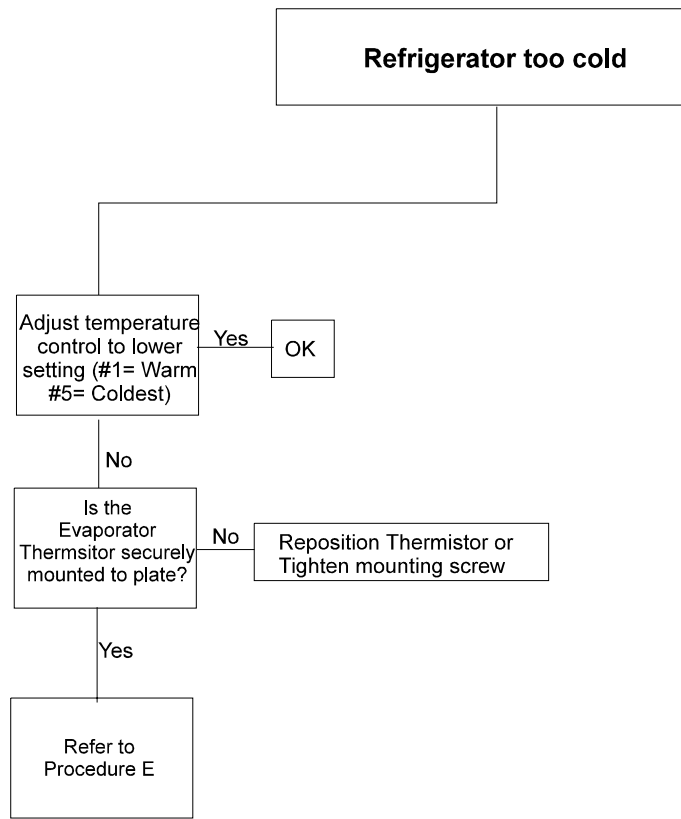 Refrigerator too cold
Adjust temperature
control to lower
setting (#1= Warm
#5= Coldest)
Yes
OK
No
Is the
Evaporator
Thermsitor securely
mounted to plate?
No
Reposition Thermistor or
Tighten mounting screw
Yes
Refer to
Procedure E